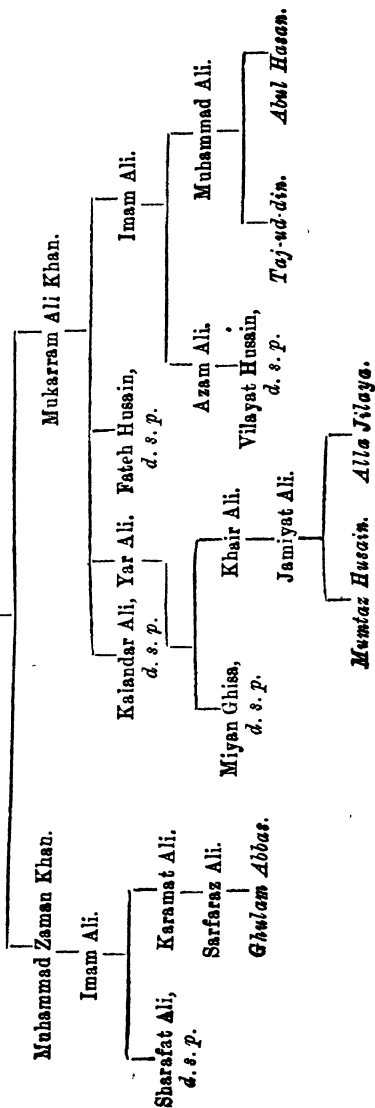 Muhammad Zaman Khan.
Mukarram Ali Khan.
Imam Ali.
Kalandar Ali,
d. s. p.
Yar Ali.
Fateh Husain,
d. s. p.
Imam Ali.
Sharafat Ali,
d. s. p.
Karamat Ali.
Miyan Ghisa,
d. s. p.
Khair Ali.
Azam Ali.
Muhammad Ali.
Sarfaraz Ali.
Jamiyat Ali.
Vilayat Husain,
d. s. p.
Taj-ud-din.
Abul Hasan.
Ghulam Abbas.
Mumtaz Husain.
Alla Jilaya.